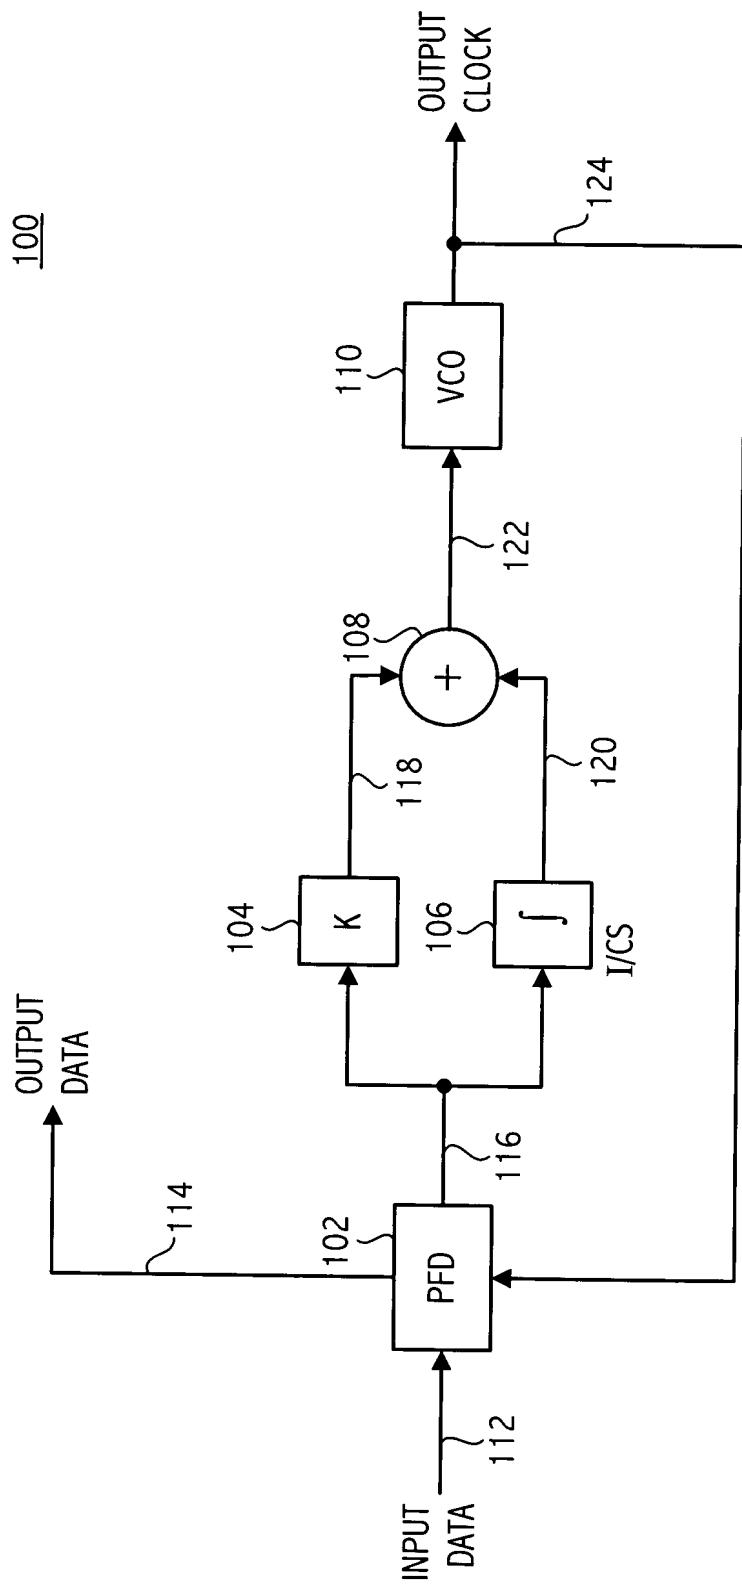 100
OUTPUT
DATA
114
INPUT
DATA
112
102
PFD
116
104
K
118
106
∫
I/CS
120
108
+
122
110
VCO
OUTPUT
CLOCK
124